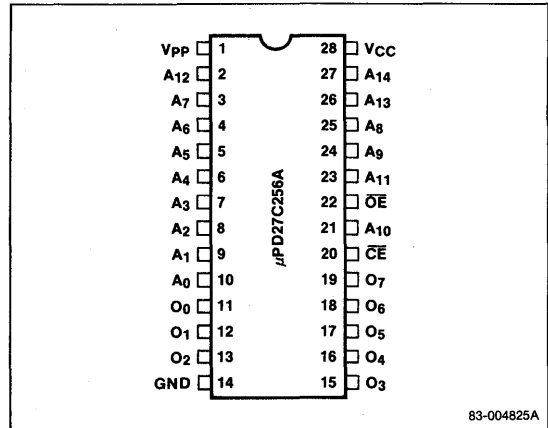 VPP 1 28 VCC
A12 2 27 A14
A7 3 26 A13
A6 4 25 A8
A5 5 24 A9
A4 6 23 A11
A3 7 22 OE
A2 8 21 A10
A1 9 20 CE
A0 10 19 O7
O0 11 18 O6
O1 12 17 O5
O2 13 16 O4
GND 14 15 O3
μPD27C256A
83-004825A